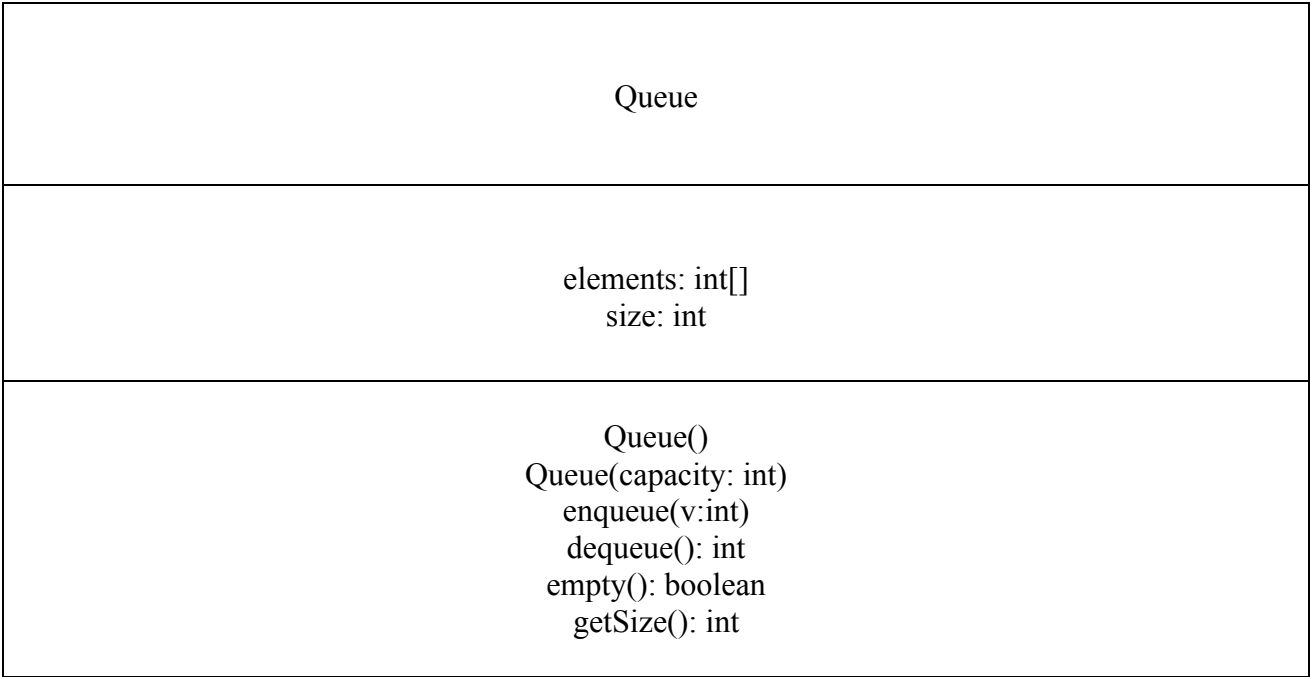 Queue
elements: int[]
size: int
Queue()
Queue(capacity: int)
enqueue(v:int)
dequeue(): int
empty(): boolean
getSize(): int